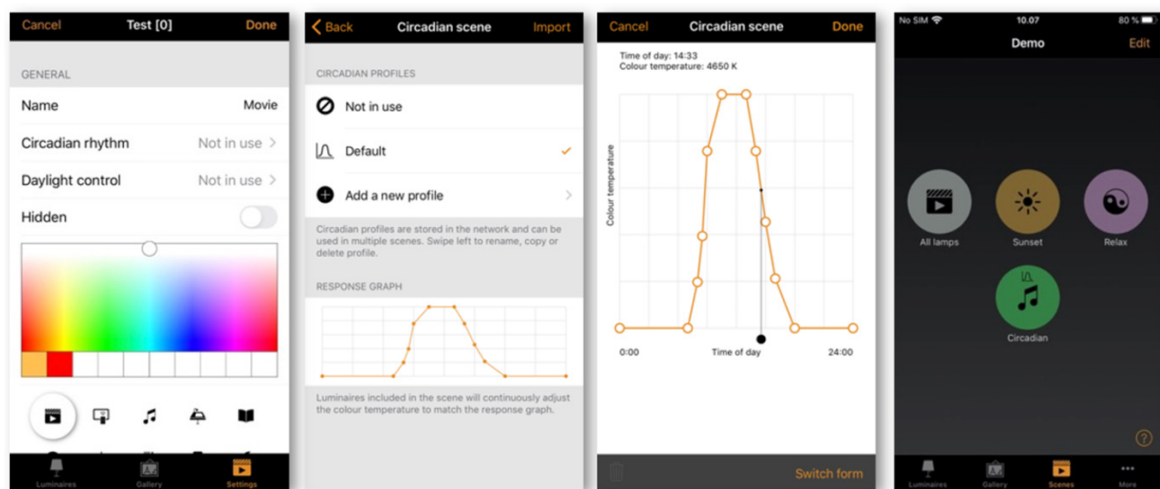 Cancel Test [0] Done
GENERAL
Name Movie
Circadian rhythm Not in use >
Daylight control Not in use >
Hidden
Luminaires Gallery Settings
Back Circadian scene Import
CIRCADIAN PROFILES
Not in use
Default
Add a new profile
Circadian profiles are stored in the network and can be
used in multiple scenes. Swipe left to rename, copy or
delete profile.
RESPONSE GRAPH
Luminaires included in the scene will continuously adjust
the colour temperature to match the response graph.
Cancel Circadian scene Done
Time of day: 14:33
Colour temperature: 4650 K
Colour temperature
0:00 Time of day 24:00
Switch form
No SIM 10.07 80 %
Demo Edit
All lamps Sunset Relax
Circadian
?
Luminaires Gallery Scenes More